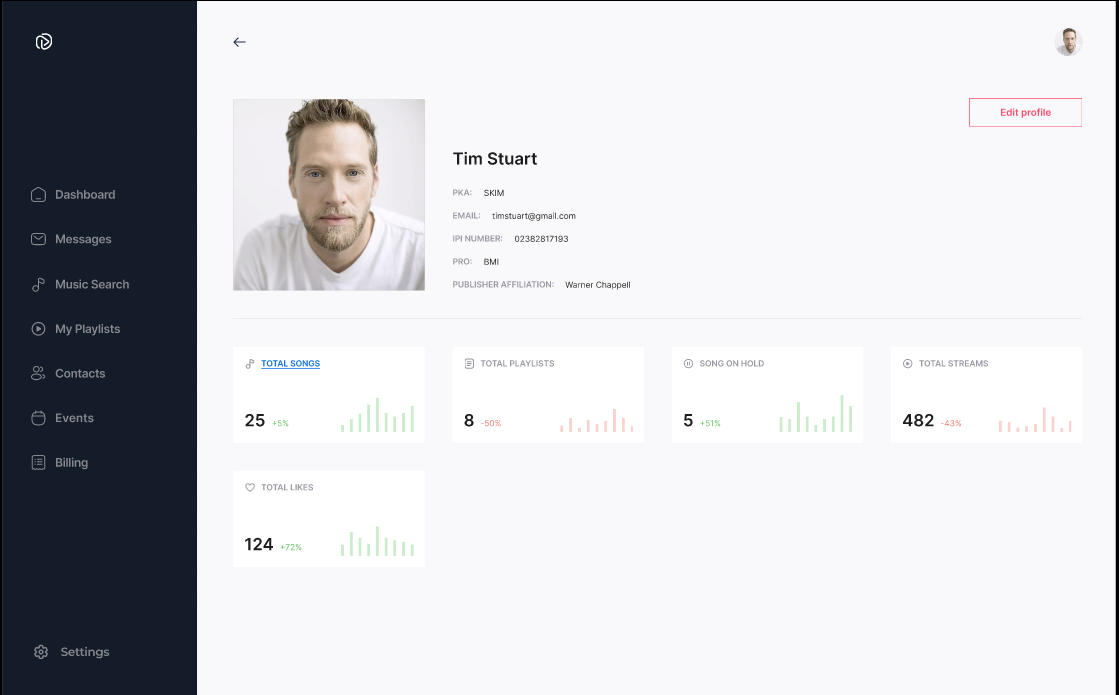 Dashboard
Messages
Music Search
My Playlists
Contacts
Events
Billing
Settings
Edit profile
Tim Stuart
PKA: SKIM
EMAIL: timstuart@gmail.com
IPI NUMBER: 02382817193
PRO: BMI
PUBLISHER AFFILIATION: Warner Chappell
TOTAL SONGS
25 +5%
TOTAL PLAYLISTS
8 -50%
SONG ON HOLD
5 +51%
TOTAL STREAMS
482 -43%
TOTAL LIKES
124 +72%